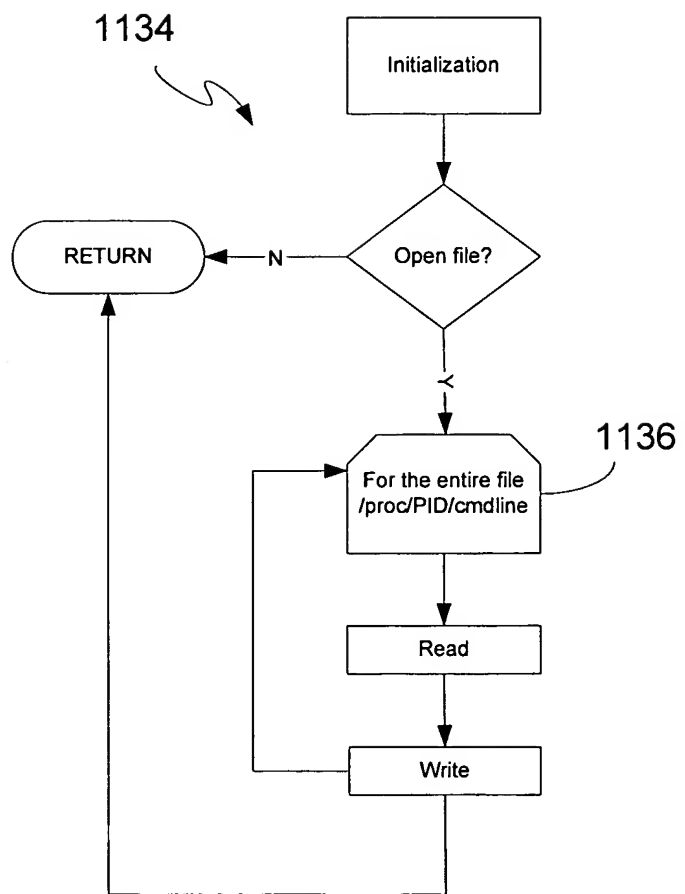 1134
Initialization
RETURN
N
Open file?
Y
1136
For the entire file
/proc/PID/cmdline
Read
Write